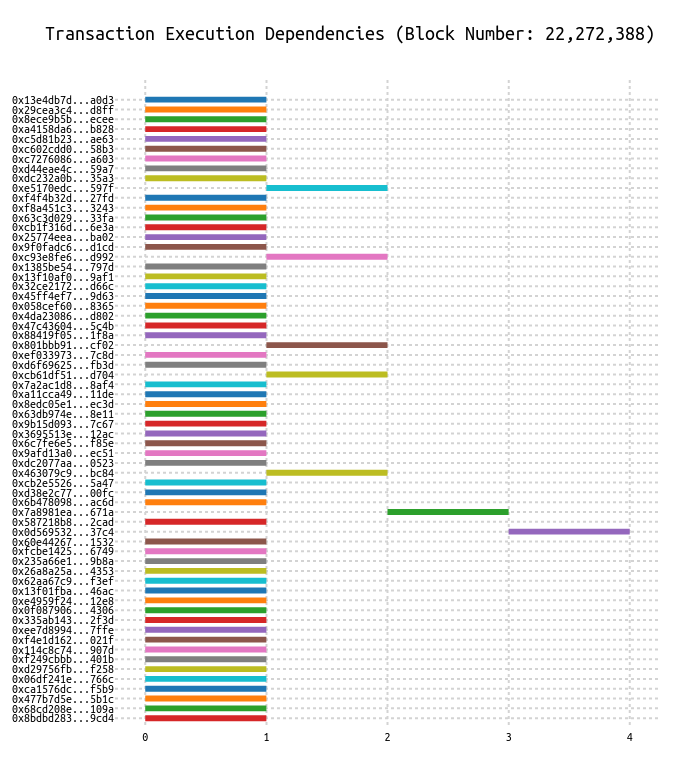 Transaction Execution Dependencies (Block Number: 22,272,388)
0x13e4db7d...a0d3
0x29cea3c4...d8ff
0x8ece9b5b...ecee
0xa4158da6...b828
0xc5d81b23...ae63
0xc602cdd0...58b3
0xc7276086...a603
0xd44eae4c...59a7
0xdc232a0b...35a3
0xe5170edc...597f
0xf4f4b32d...27fd
0xf8a451c3...3243
0x63c3d029...33fa
0xcb1f316d...6e3a
0x25774eea...ba02
0x9f0fadc6...d1cd
0xc93e8fe6...d992
0x1385be54...797d
0x13f10af0...9af1
0x32ce2172...d66c
0x45ff4ef7...9d63
0x058cef60...8365
0x4da23086...d802
0x47c43604...5c4b
0x88419f05...1f8a
0x801bbb91...cf02
0xef033973...7c8d
0xd6f69625...fb3d
0xcb61df51...d704
0x7a2ac1d8...8af4
0xa11cca49...11de
0x8edc05e1...ec3d
0x63db974e...8e11
0x9b15d093...7c67
0x3695513e...12ac
0x6c7fe6e5...f85e
0x9afd13a0...ec51
0xdc2077aa...0523
0x463079c9...bc84
0xcb2e5526...5a47
0xd38e2c77...00fc
0x6b478098...ac6d
0x7a8981ea...671a
0x587218b8...2cad
0x0d569532...37c4
0x60e44267...1532
0xfcbe1425...6749
0x235a66e1...9b8a
0x26a8a25a...4353
0x62aa67c9...f3ef
0x13f01fba...46ac
0xe4959f24...12e8
0x0f087906...4306
0x335ab143...2f3d
0xee7d8994...7ffe
0xf4e1d162...021f
0x114c8c74...907d
0xf249cbbb...401b
0xd29756fb...f258
0x06df241e...766c
0xca1576dc...f5b9
0x477b7d5e...5b1c
0x68cd208e...109a
0x8bdbd283...9cd4
0 1 2 3 4